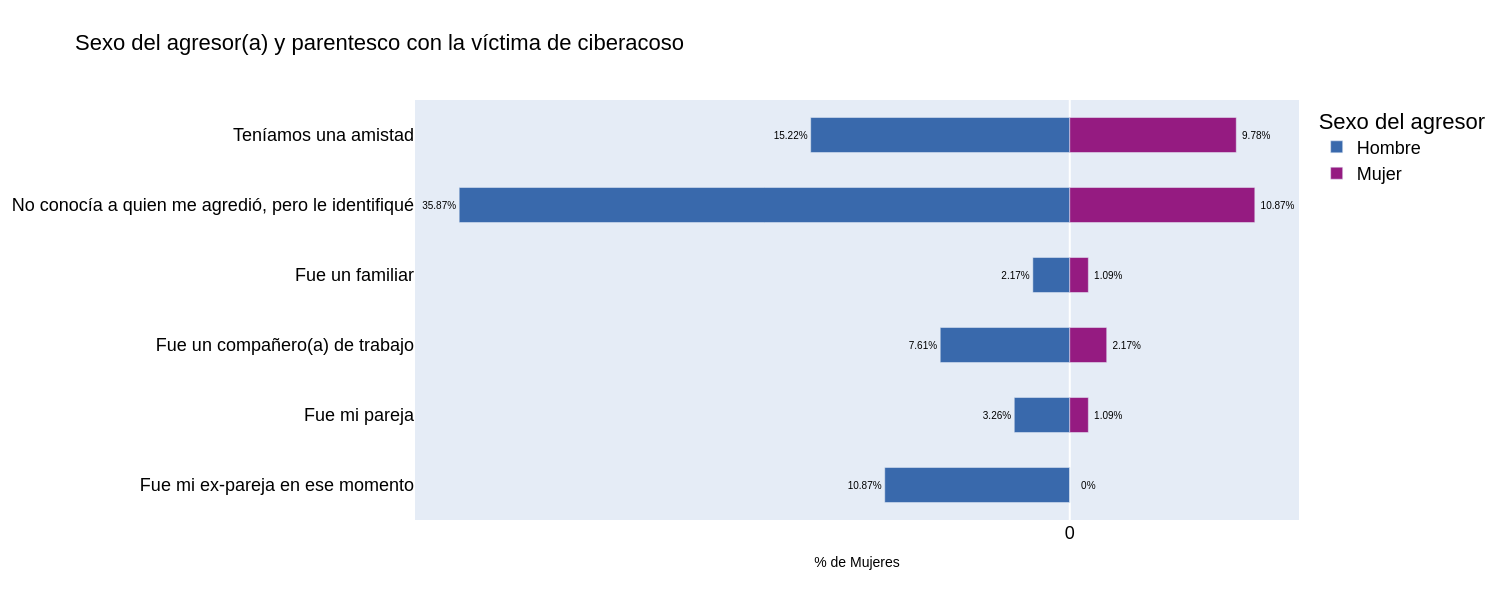 Sexo del agresor(a) y parentesco con la víctima de ciberacoso
Sexo del agresor
Hombre
Mujer
Teníamos una amistad 15.22% 9.78%
No conocía a quien me agredió, pero le identifiqué 35.87% 10.87%
Fue un familiar 2.17% 1.09%
Fue un compañero(a) de trabajo 7.61% 2.17%
Fue mi pareja 3.26% 1.09%
Fue mi ex-pareja en ese momento 10.87% 0%
0
% de Mujeres